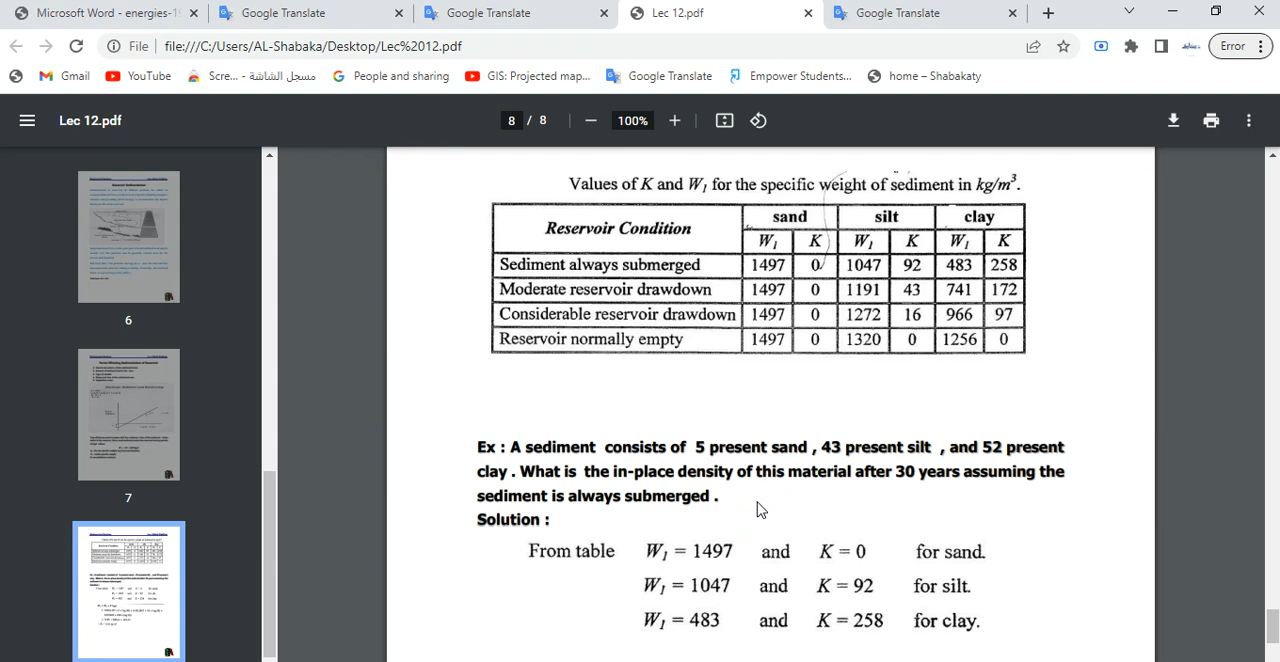 Microsoft Word - energies-1
Google Translate
Google Translate
Lec 12.pdf
Google Translate
File
file:///C:/Users/AL-Shabaka/Desktop/Lec%2012.pdf
Error
Gmail
YouTube
Scre... - مسجل الشاشة
People and sharing
GIS: Projected map...
Google Translate
Empower Students...
home – Shabakaty
Lec 12.pdf
8 / 8
100%
6
7
Values of K and W₁ for the specific weight of sediment in kg/m³.
Reservoir Condition sand silt clay
W₁ K W₁ K W₁ K
Sediment always submerged 1497 0 1047 92 483 258
Moderate reservoir drawdown 1497 0 1191 43 741 172
Considerable reservoir drawdown 1497 0 1272 16 966 97
Reservoir normally empty 1497 0 1320 0 1256 0
Ex : A sediment consists of 5 present sand , 43 present silt , and 52 present
clay . What is the in-place density of this material after 30 years assuming the
sediment is always submerged .
Solution :
From table W₁ = 1497 and K = 0 for sand.
W₁ = 1047 and K = 92 for silt.
W₁ = 483 and K = 258 for clay.